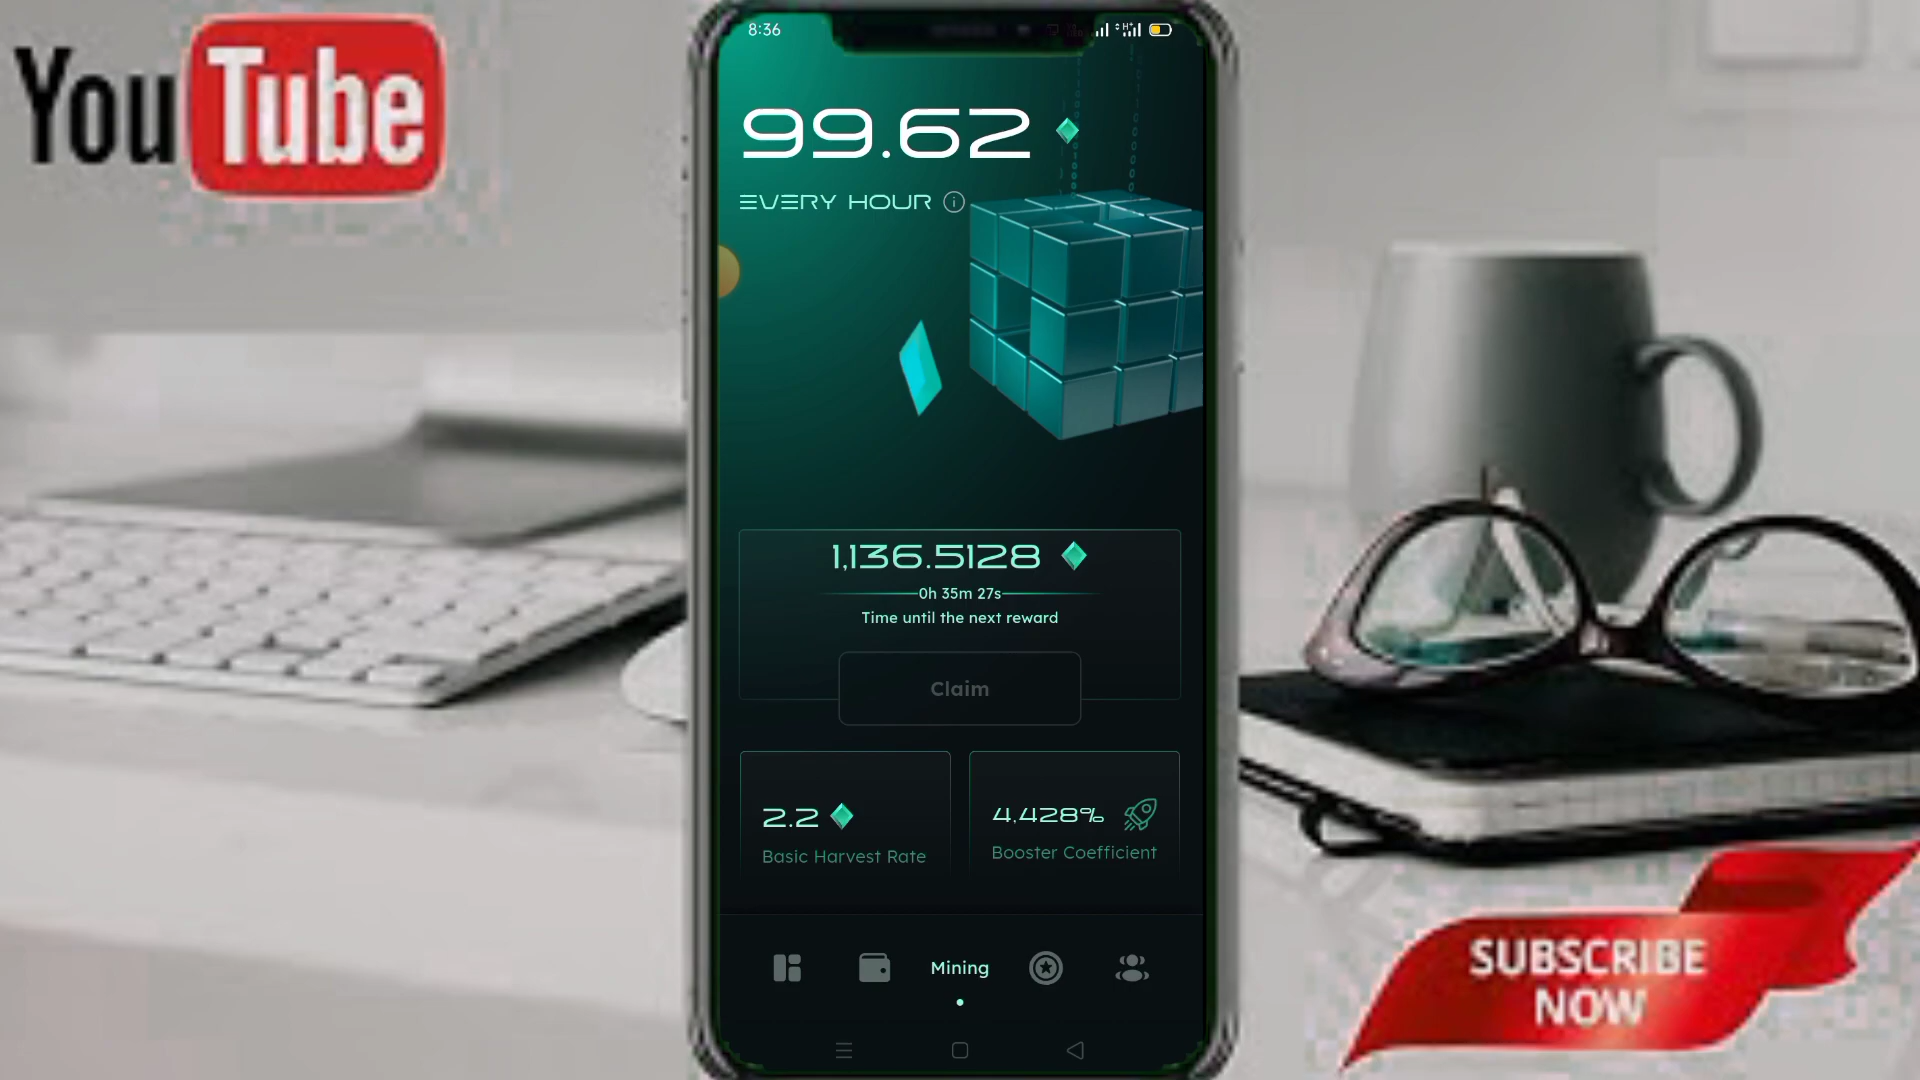 YouTube
8:36
99.62
EVERY HOUR
1,136.5128
0h 35m 27s
Time until the next reward
Claim
2.2
Basic Harvest Rate
4,428%
Booster Coefficient
Mining
SUBSCRIBE
NOW